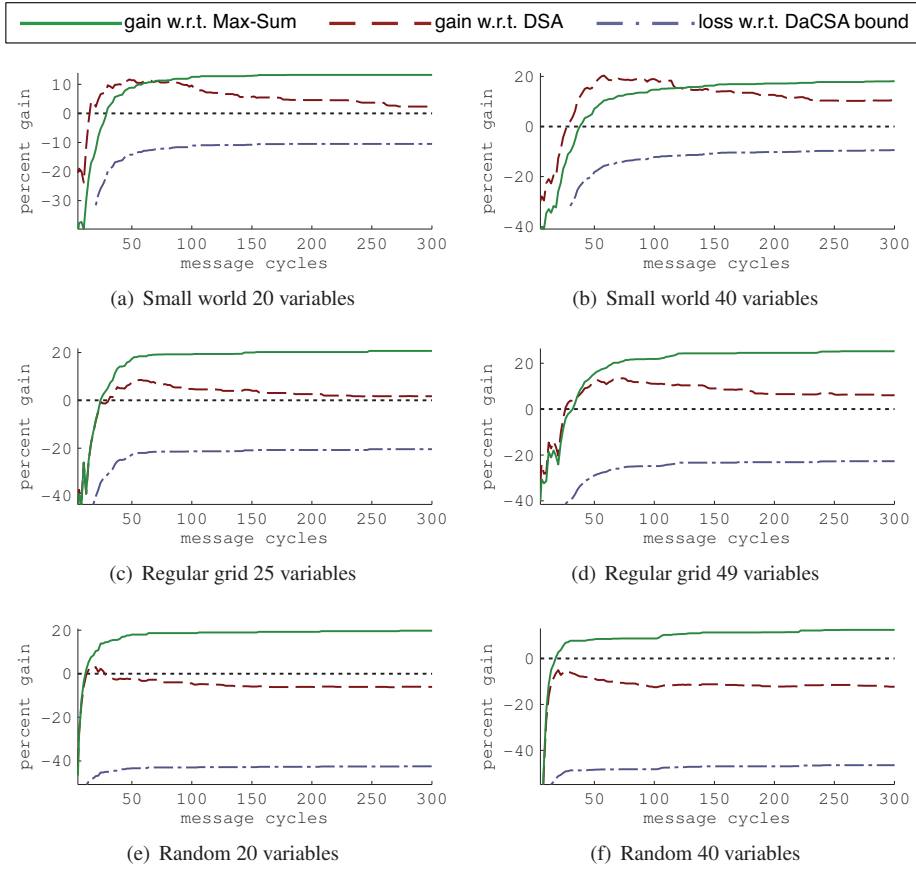 gain w.r.t. Max-Sum gain w.r.t. DSA loss w.r.t. DaCSA bound
percent gain
10
0
−10
−20
−30
50 100 150 200 250 300
message cycles
(a) Small world 20 variables
percent gain
20
0
−20
−40
50 100 150 200 250 300
message cycles
(b) Small world 40 variables
percent gain
20
0
−20
−40
50 100 150 200 250 300
message cycles
(c) Regular grid 25 variables
percent gain
20
0
−20
−40
50 100 150 200 250 300
message cycles
(d) Regular grid 49 variables
percent gain
20
0
−20
−40
50 100 150 200 250 300
message cycles
(e) Random 20 variables
percent gain
0
−20
−40
50 100 150 200 250 300
message cycles
(f) Random 40 variables